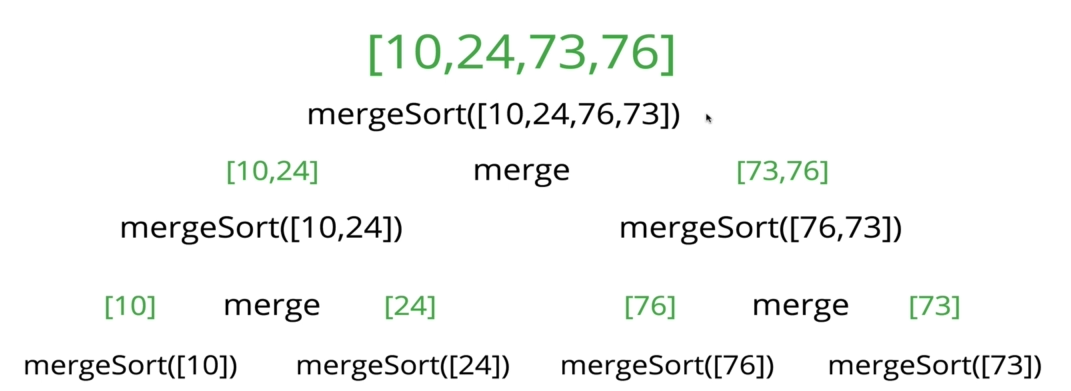 [10,24,73,76]
mergeSort([10,24,76,73])
[10,24] merge [73,76]
mergeSort([10,24]) mergeSort([76,73])
[10] merge [24] [76] merge [73]
mergeSort([10]) mergeSort([24]) mergeSort([76]) mergeSort([73])